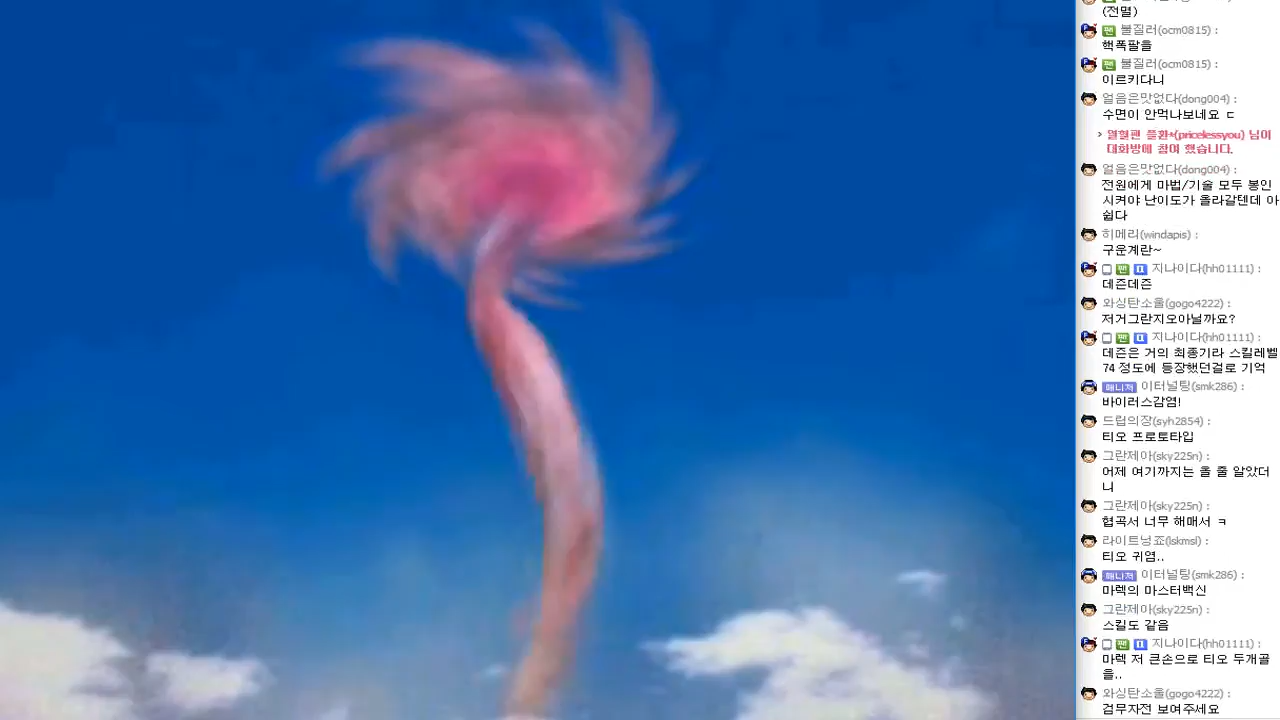 (전멸)
불질러(ocm0815) :
핵폭팔을
불질러(ocm0815) :
이르키다니
얼음은맛없다(dong004) :
수면이 안먹나보네요 ㄷ
(pricelessyou) 님이
대화방에 참여 했습니다.
얼음은맛없다(dong004) :
전원에게 마법/기술 모두 봉인
시켜야 난이도가 올라갈텐데 아
쉽다
히메리(windapis) :
구운계란~
팬 지나이다(hh01111) :
데즌데즌
와싱탄소울(gogo4222) :
저거그란지오아닐까요?
팬 지나이다(hh01111) :
데즌은 거의 최종기라 스킬레벨
74 정도에 등장했던걸로 기억
매니저 이터널팅(smk286) :
바이러스감염!
드럽의장(syh2854) :
티오 프로토타입
그란제아(sky225n) :
어제 여기까지는 올 줄 알았더
니
그란제아(sky225n) :
협곡서 너무 해매서 ㅋ
라이트닝죠(lskmsl) :
티오 귀염..
매니저 이터널팅(smk286) :
마렉의 마스터백신
그란제아(sky225n) :
스킬도 같음
팬 지나이다(hh01111) :
마렉 저 큰손으로 티오 두개골
을..
와싱탄소울(gogo4222) :
검무자전 보여주세요